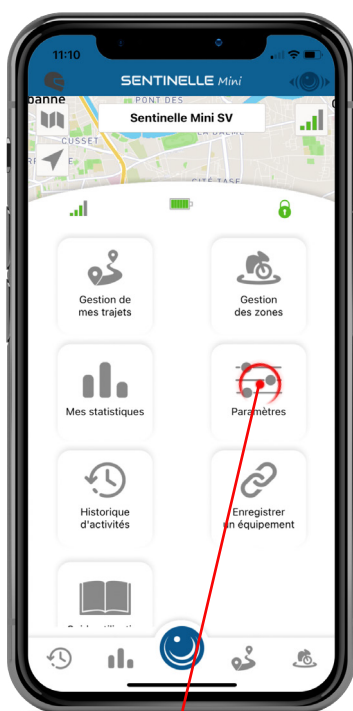 11:10
SENTINELLE Mini
Sentinelle Mini SV
PONT DES
CUSSET
CITÉ TASE
Gestion de
mes trajets
Gestion
des zones
Mes statistiques
Paramètres
Historique
d'activités
Enregistrer
un équipement